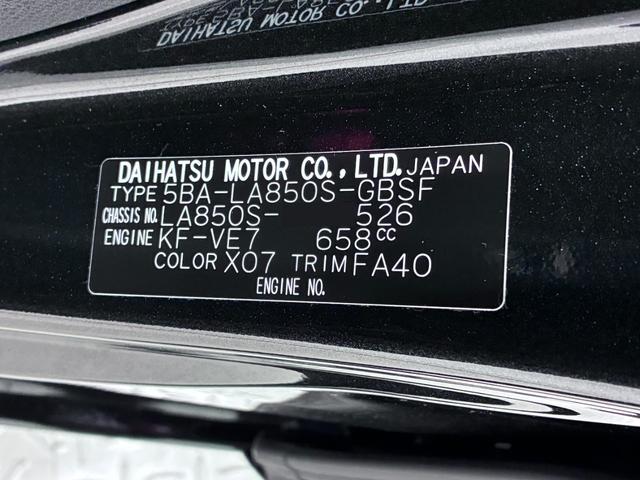 DAIHATSU MOTOR CO., LTD. JAPAN
TYPE 5BA-LA850S-GBSF
CHASSIS NO. LA850S- 526
ENGINE KF-VE7 658cc
COLOR X07 TRIM FA40
ENGINE NO.